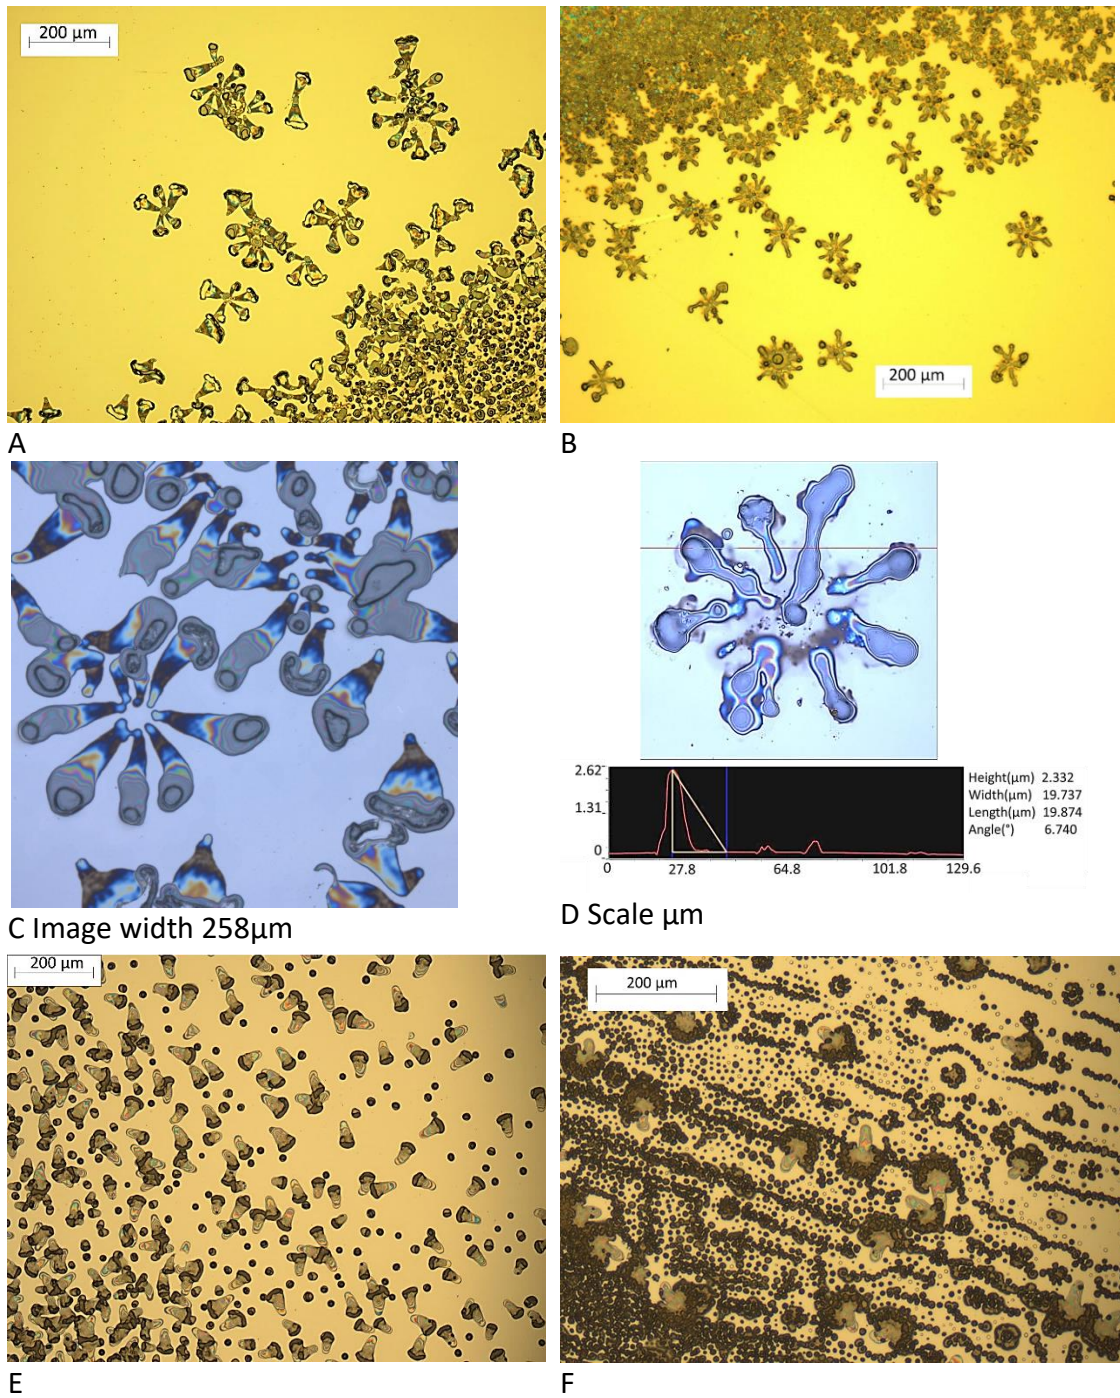 200 µm
200 µm
A
B
2.62
1.31
0
0
27.8
64.8
101.8
129.6
Height(µm) 2.332
Width(µm) 19.737
Length(µm) 19.874
Angle(°) 6.740
C Image width 258µm
D Scale µm
200 µm
200 µm
E
F